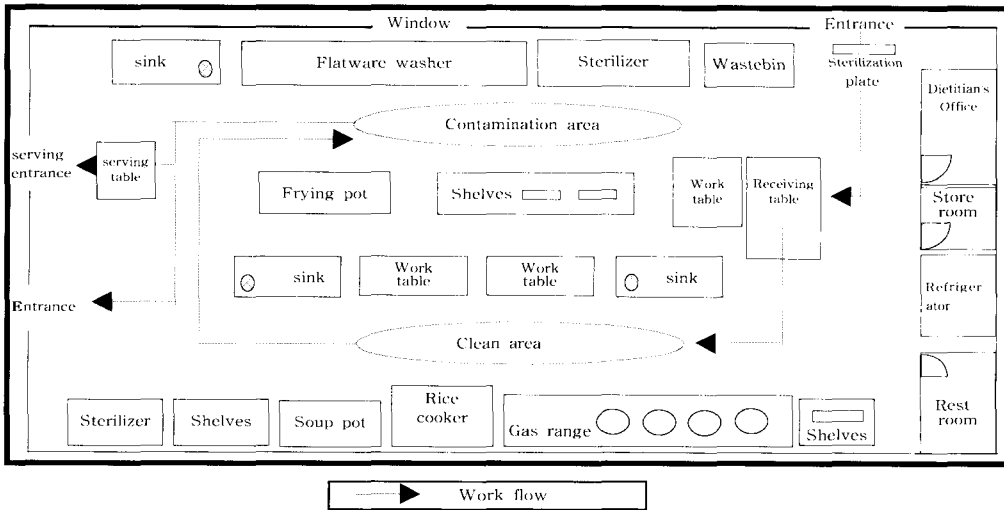 Window
Entrance
sink
Flatware washer
Sterilizer
Wastebin
Sterilization
plate
Dietitian's
Office
Contamination area
serving
entrance
serving
table
Frying pot
Shelves
Work
table
Receiving
table
Store
room
sink
Work
table
Work
table
sink
Refriger
ator
Entrance
Clean area
Sterilizer
Shelves
Soup pot
Rice
cooker
Gas range
Shelves
Rest
room
Work flow